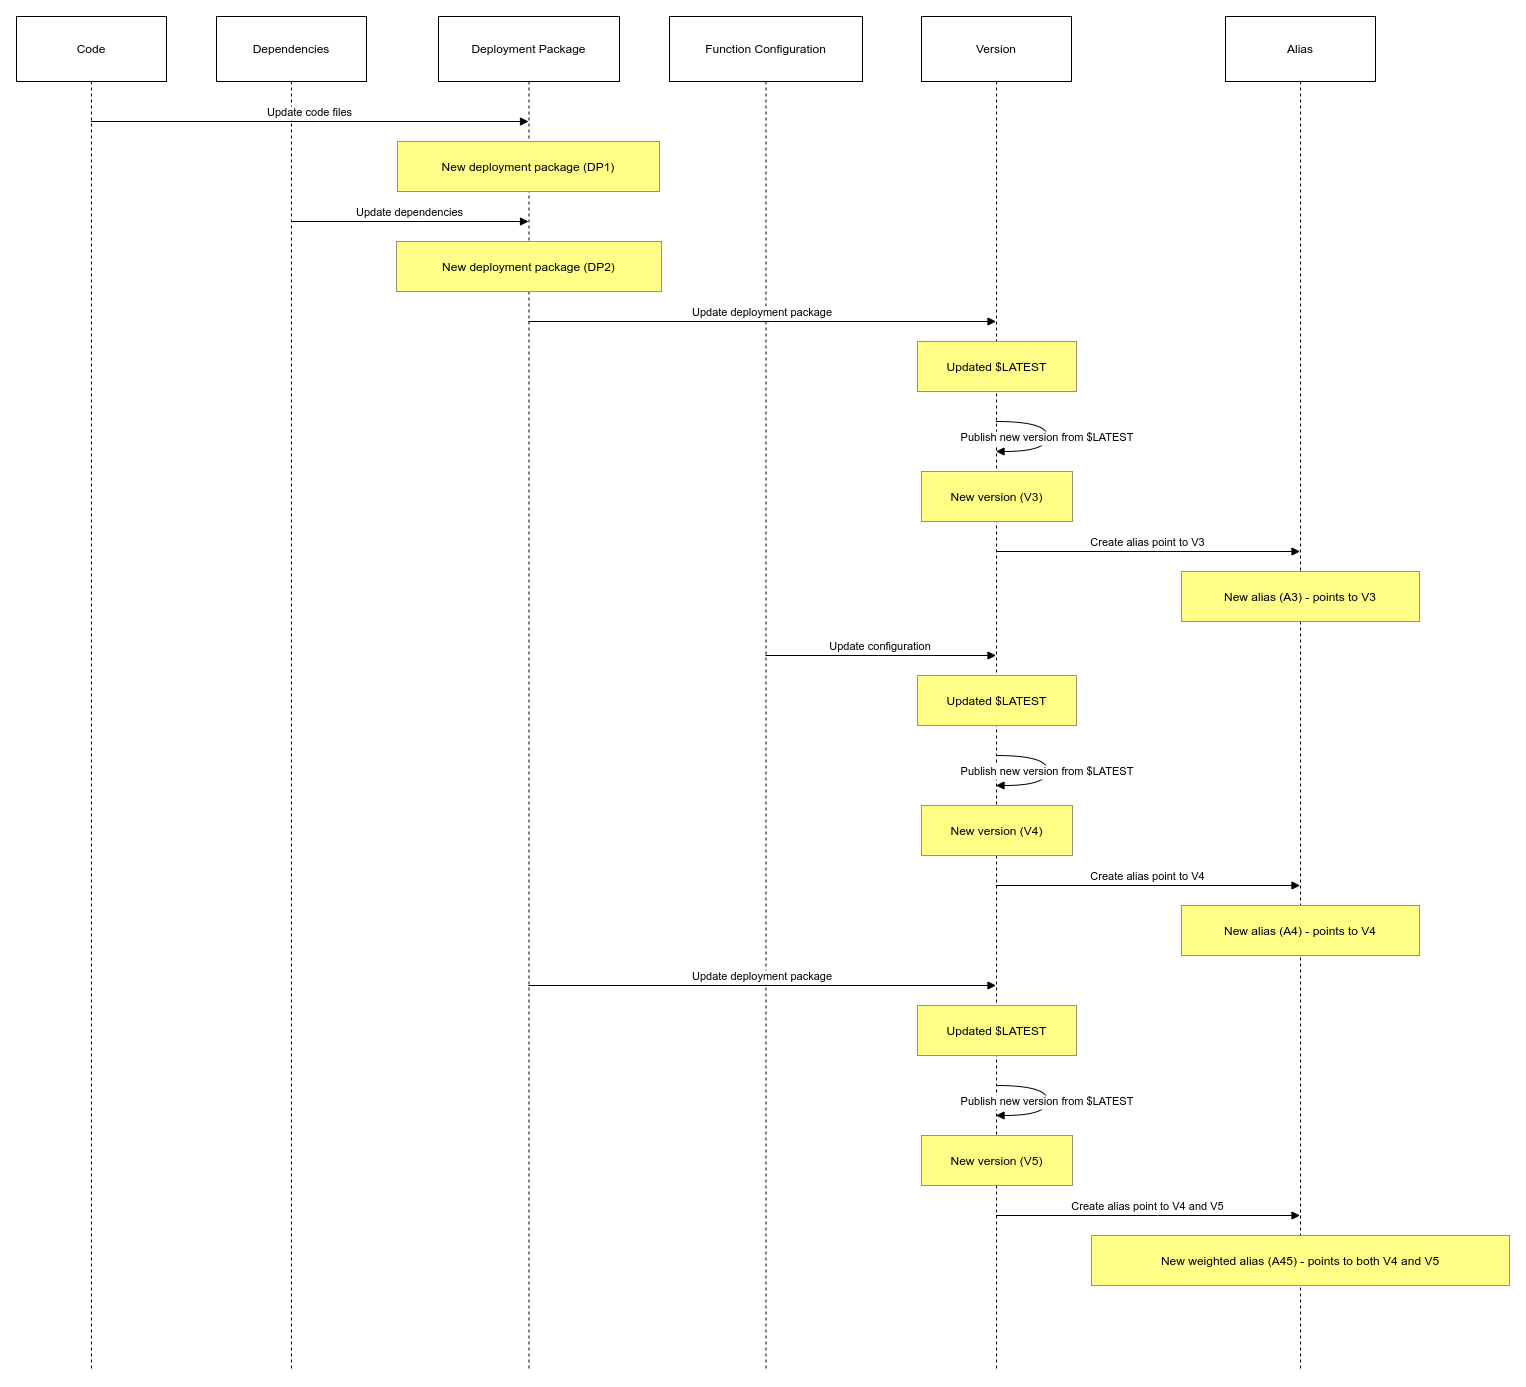 Code
Dependencies
Deployment Package
Function Configuration
Version
Alias
Update code files
New deployment package (DP1)
Update dependencies
New deployment package (DP2)
Update deployment package
Updated $LATEST
Publish new version from $LATEST
New version (V3)
Create alias point to V3
New alias (A3) - points to V3
Update configuration
Updated $LATEST
Publish new version from $LATEST
New version (V4)
Create alias point to V4
New alias (A4) - points to V4
Update deployment package
Updated $LATEST
Publish new version from $LATEST
New version (V5)
Create alias point to V4 and V5
New weighted alias (A45) - points to both V4 and V5